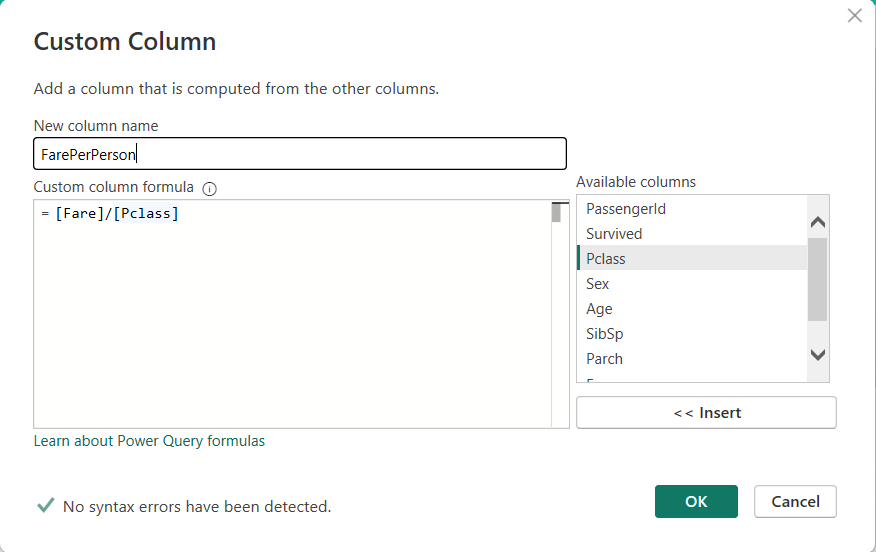 Custom Column
Add a column that is computed from the other columns.
New column name
FarePerPerson
Custom column formula
= [Fare]/[Pclass]
Available columns
PassengerId
Survived
Pclass
Sex
Age
SibSp
Parch
<< Insert
Learn about Power Query formulas
No syntax errors have been detected.
OK
Cancel